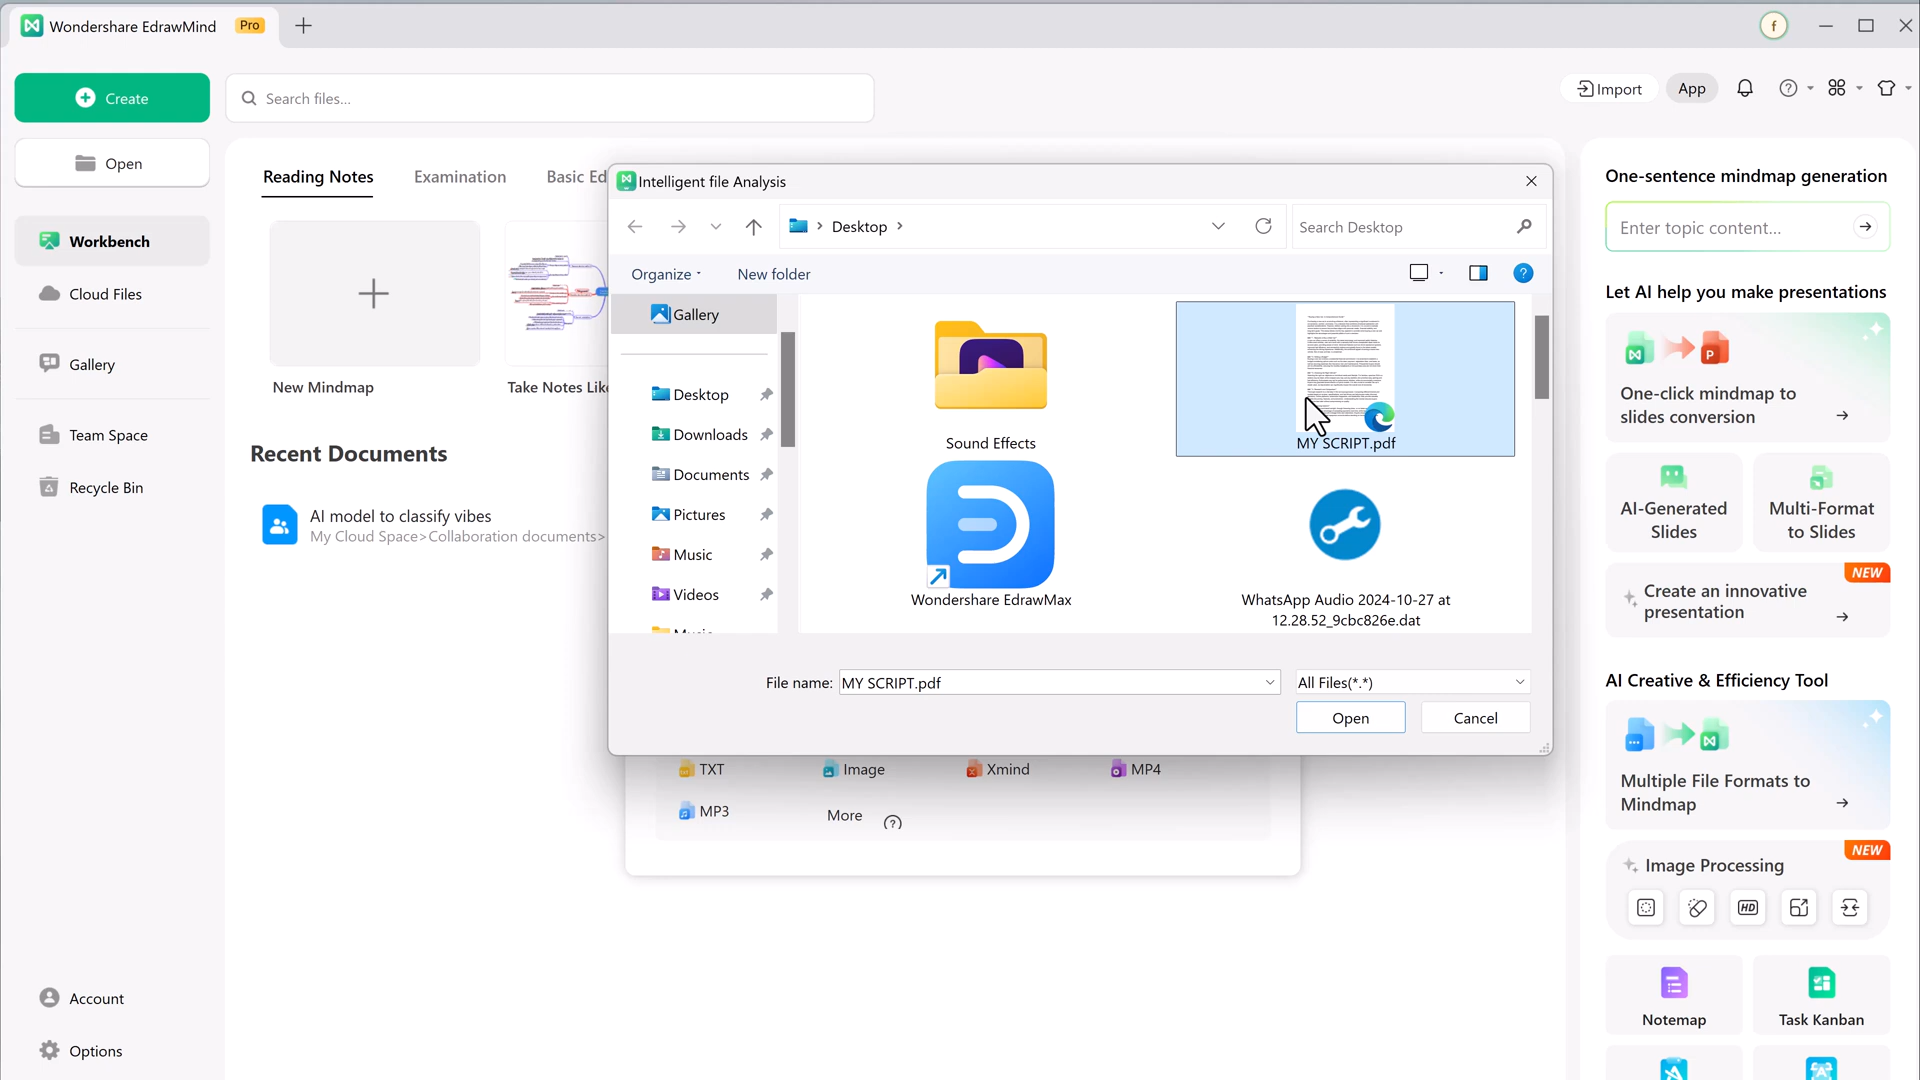 Wondershare EdrawMind Pro
f
Create
Search files...
Import
App
Open
Workbench
Cloud Files
Gallery
Team Space
Recycle Bin
Account
Options
Reading Notes
Examination
Basic Ed
New Mindmap
Take Notes Like
Recent Documents
AI model to classify vibes
My Cloud Space>Collaboration documents>
Intelligent file Analysis
Desktop
Search Desktop
Organize
New folder
Gallery
Desktop
Downloads
Documents
Pictures
Music
Videos
Music
Sound Effects
MY SCRIPT.pdf
Wondershare EdrawMax
WhatsApp Audio 2024-10-27 at
12.28.52_9cbc826e.dat
File name: MY SCRIPT.pdf
All Files(*.*)
Open
Cancel
TXT
Image
Xmind
MP4
MP3
More
One-sentence mindmap generation
Enter topic content...
Let AI help you make presentations
One-click mindmap to
slides conversion
AI-Generated
Slides
Multi-Format
to Slides
NEW
Create an innovative
presentation
AI Creative & Efficiency Tool
Multiple File Formats to
Mindmap
NEW
Image Processing
HD
Notemap
Task Kanban